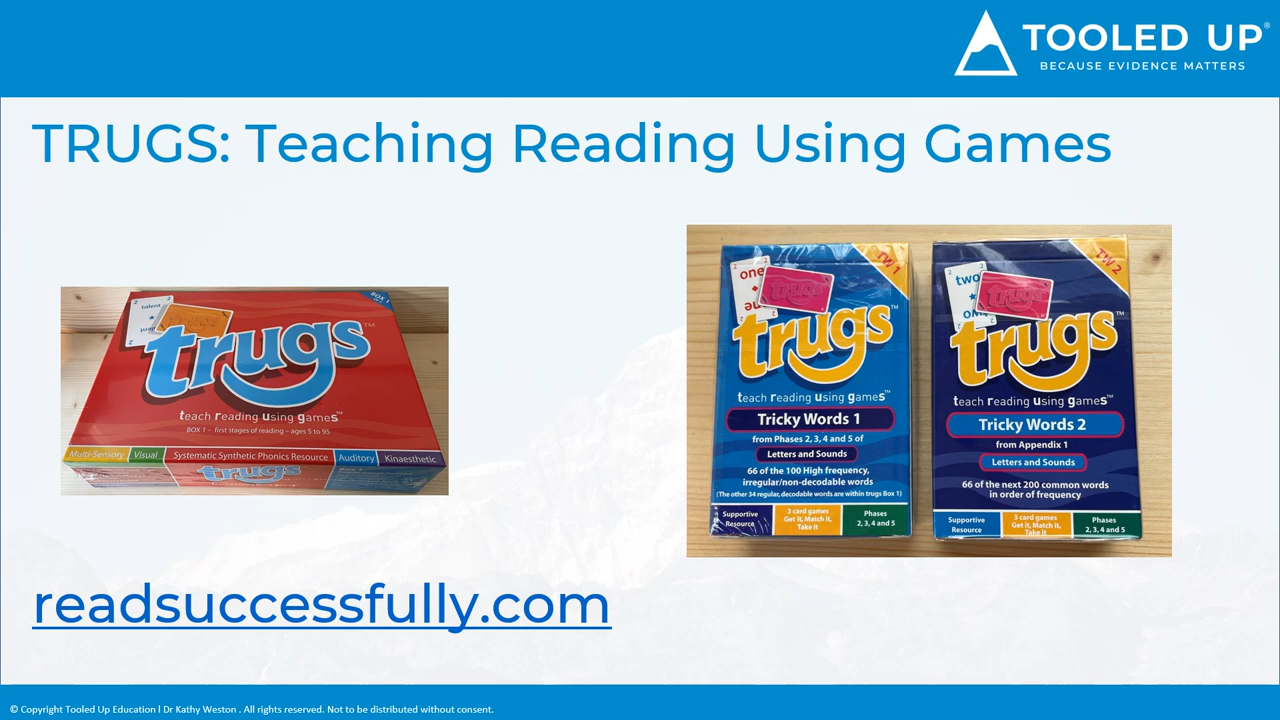 TOOLED UP®
BECAUSE EVIDENCE MATTERS
TRUGS: Teaching Reading Using Games
BOX 1
talent
trugs™
teach reading using games™
BOX 1 – first stages of reading – ages 5 to 95
Multi-Sensory Visual Systematic Synthetic Phonics Resource Auditory Kinaesthetic
trugs
TW 1
one
trugs
trugs™
teach reading using games™
Tricky Words 1
from Phases 2, 3, 4 and 5 of
Letters and Sounds
66 of the 100 High frequency,
irregular/non-decodable words
(The other 34 regular, decodable words are within trugs Box 1)
Supportive
Resource
3 card games
Get It, Match it,
Take it
Phases
2, 3, 4 and 5
TW 2
two
trugs
trugs™
teach reading using games™
Tricky Words 2
from Appendix 1
Letters and Sounds
66 of the next 200 common words
in order of frequency
Supportive
Resource
3 card games
Get It, Match it,
Take it
Phases
2, 3, 4 and 5
readsuccessfully.com
© Copyright Tooled Up Education l Dr Kathy Weston . All rights reserved. Not to be distributed without consent.